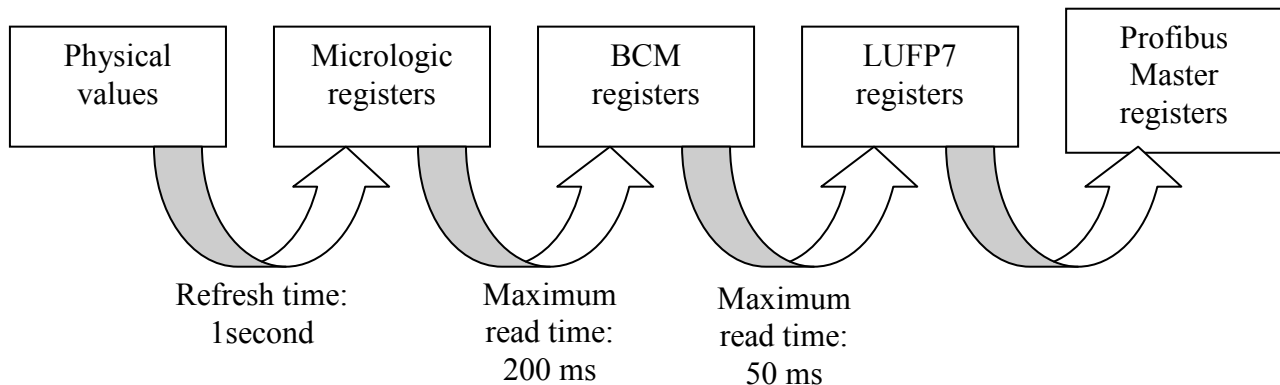 Physical
values
Micrologic
registers
BCM
registers
LUFP7
registers
Profibus
Master
registers
Refresh time:
1second
Maximum
read time:
200 ms
Maximum
read time:
50 ms